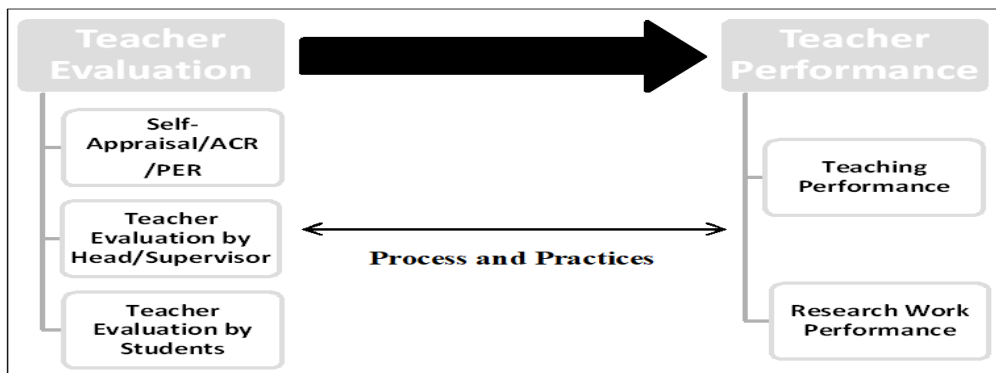 Teacher
Evaluation
Self-
Appraisal/ACR
/PER
Teacher
Evaluation by
Head/Supervisor
Teacher
Evaluation by
Students
Process and Practices
Teacher
Performance
Teaching
Performance
Research Work
Performance